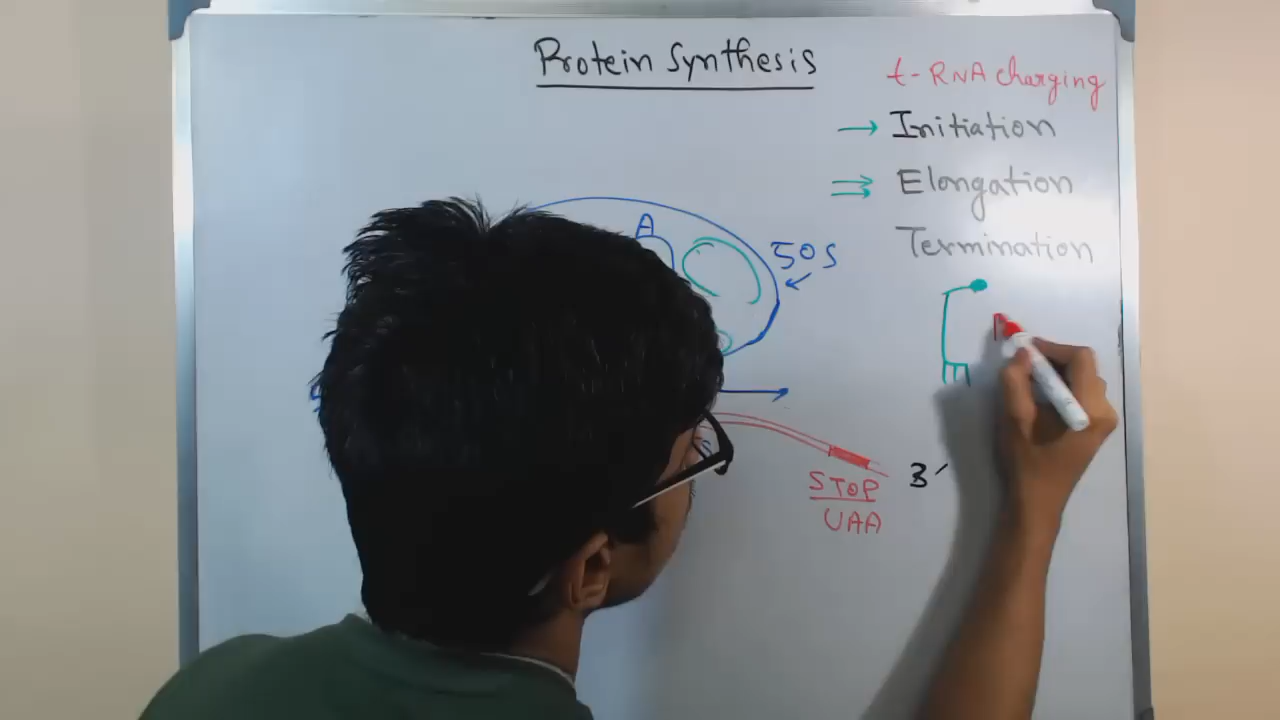 Protein Synthesis
t-RNA charging
→ Initiation
Elongation
Termination
A
50S
STOP
UAA
3′